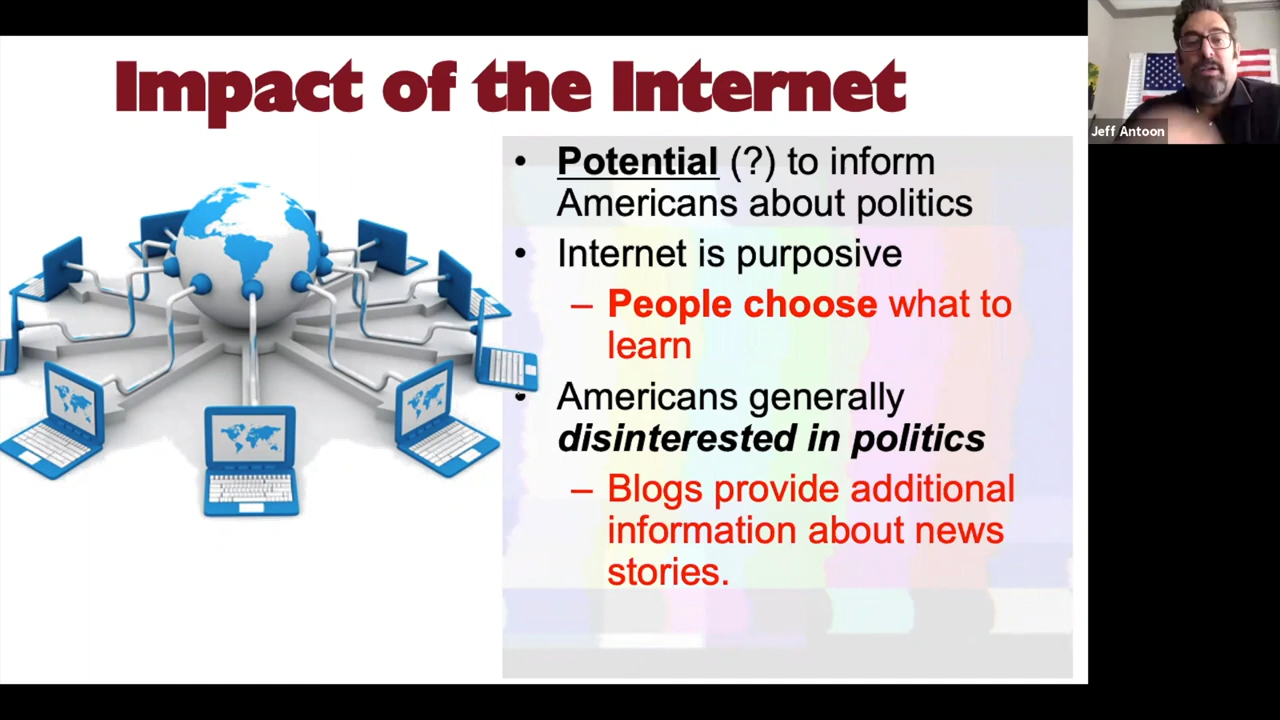 Impact of the Internet
• Potential (?) to inform
Americans about politics
• Internet is purposive
– People choose what to
learn
• Americans generally
disinterested in politics
– Blogs provide additional
information about news
stories.
Jeff Antoon